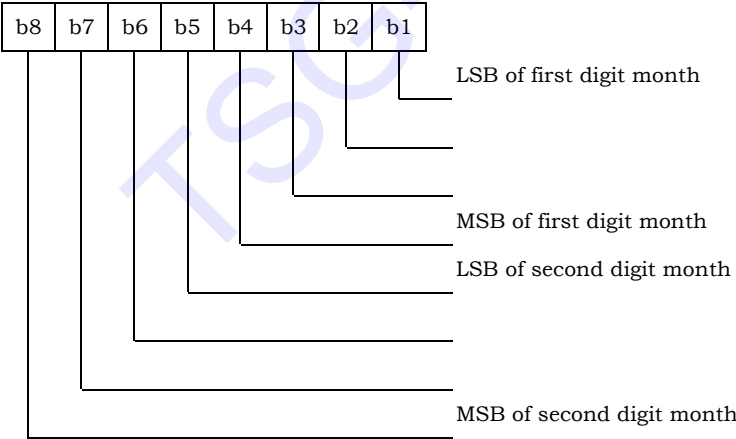 b8 b7 b6 b5 b4 b3 b2 b1
LSB of first digit month
MSB of first digit month
LSB of second digit month
MSB of second digit month